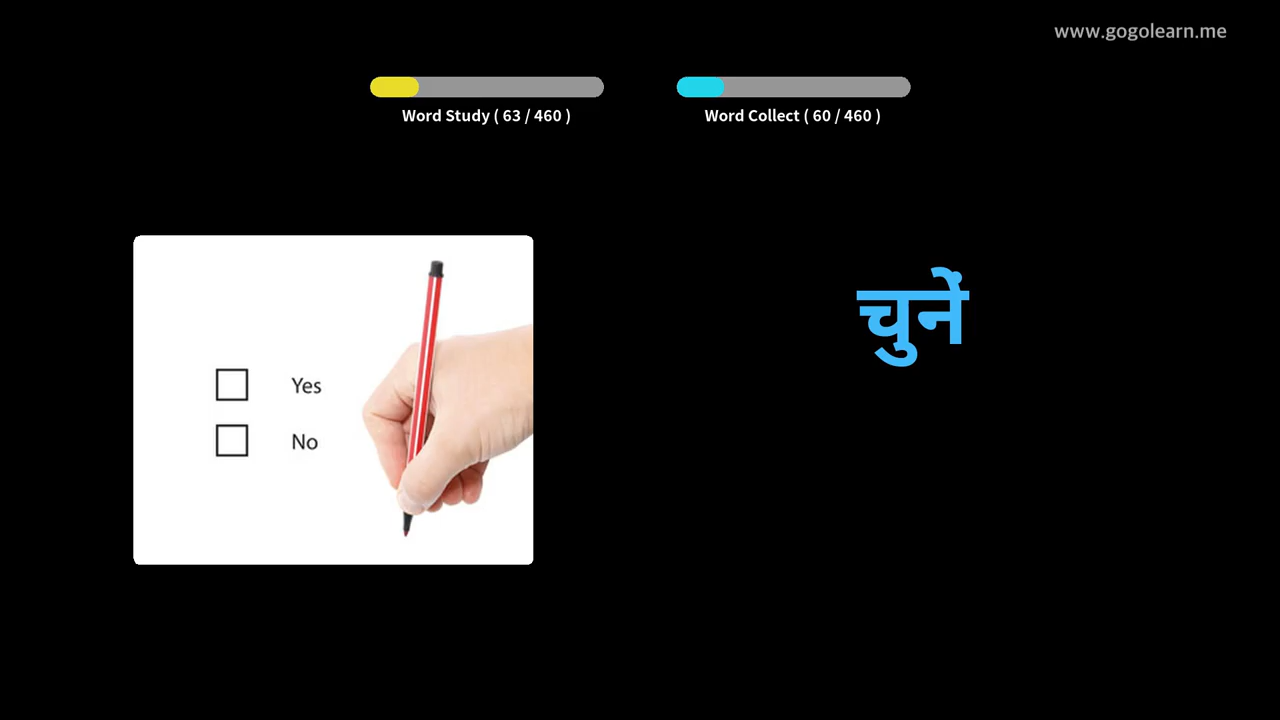 www.gogolearn.me
Word Study ( 63 / 460 )
Word Collect ( 60 / 460 )
चुनें
Yes
No